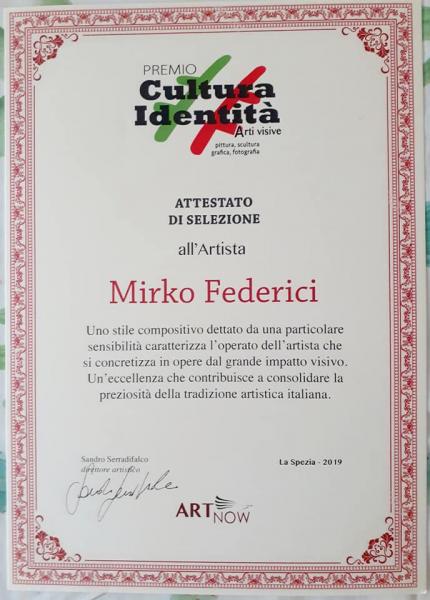 PREMIO
Cultura
Identità
Arti visive
pittura, scultura
grafica, fotografia
ATTESTATO
DI SELEZIONE
all'Artista
Mirko Federici
Uno stile compositivo dettato da una particolare
sensibilità caratterizza l'operato dell'artista che
si concretizza in opere dal grande impatto visivo.
Un'eccellenza che contribuisce a consolidare la
preziosità della tradizione artistica italiana.
Sandro Serradifalco
direttore artistico
La Spezia - 2019
ART
NOW